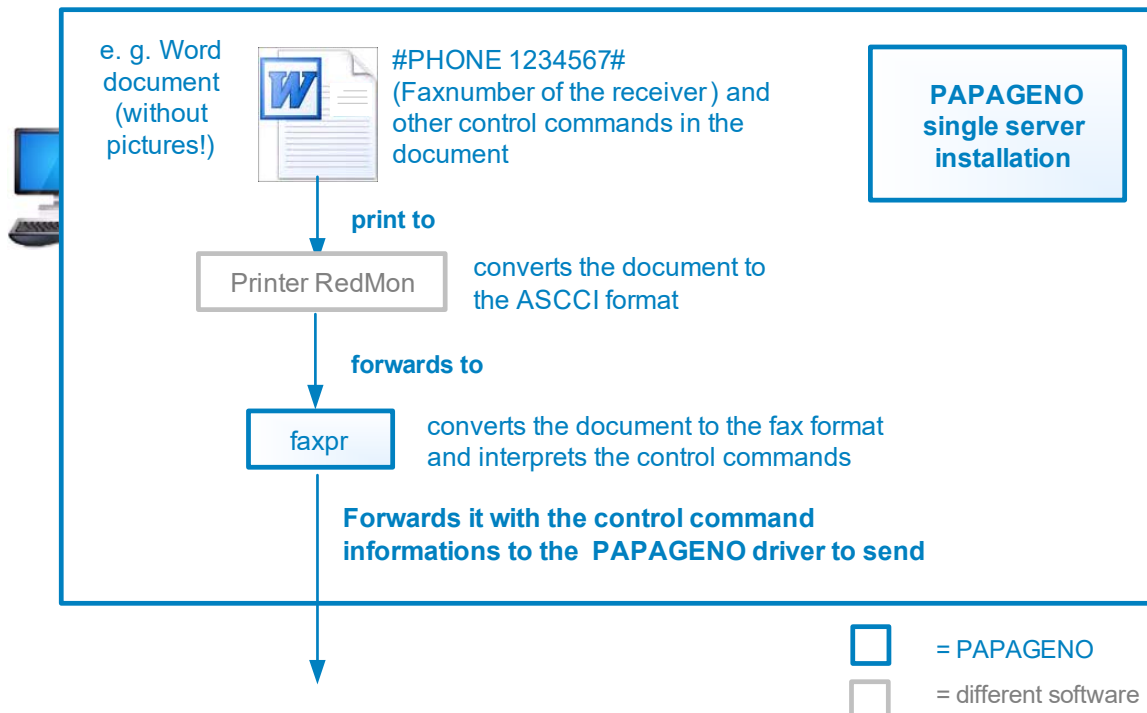 e. g. Word
document
(without
pictures!)
W
#PHONE 1234567#
(Faxnumber of the receiver ) and
other control commands in the
document
PAPAGENO
single server
installation
print to
Printer RedMon
converts the document to
the ASCCI format
forwards to
faxpr
converts the document to the fax format
and interprets the control commands
Forwards it with the control command
informations to the PAPAGENO driver to send
= PAPAGENO
= different software